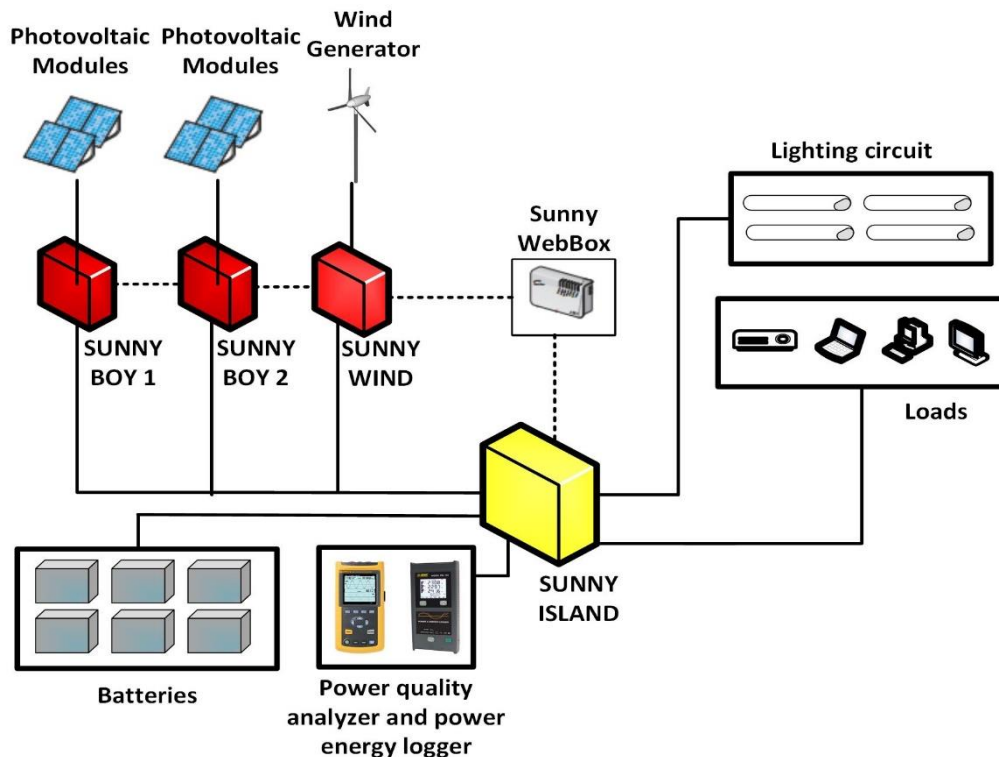 Photovoltaic
Modules
Photovoltaic
Modules
Wind
Generator
Lighting circuit
Sunny
WebBox
SUNNY
BOY 1
SUNNY
BOY 2
SUNNY
WIND
Loads
SUNNY
ISLAND
Batteries
Power quality
analyzer and power
energy logger